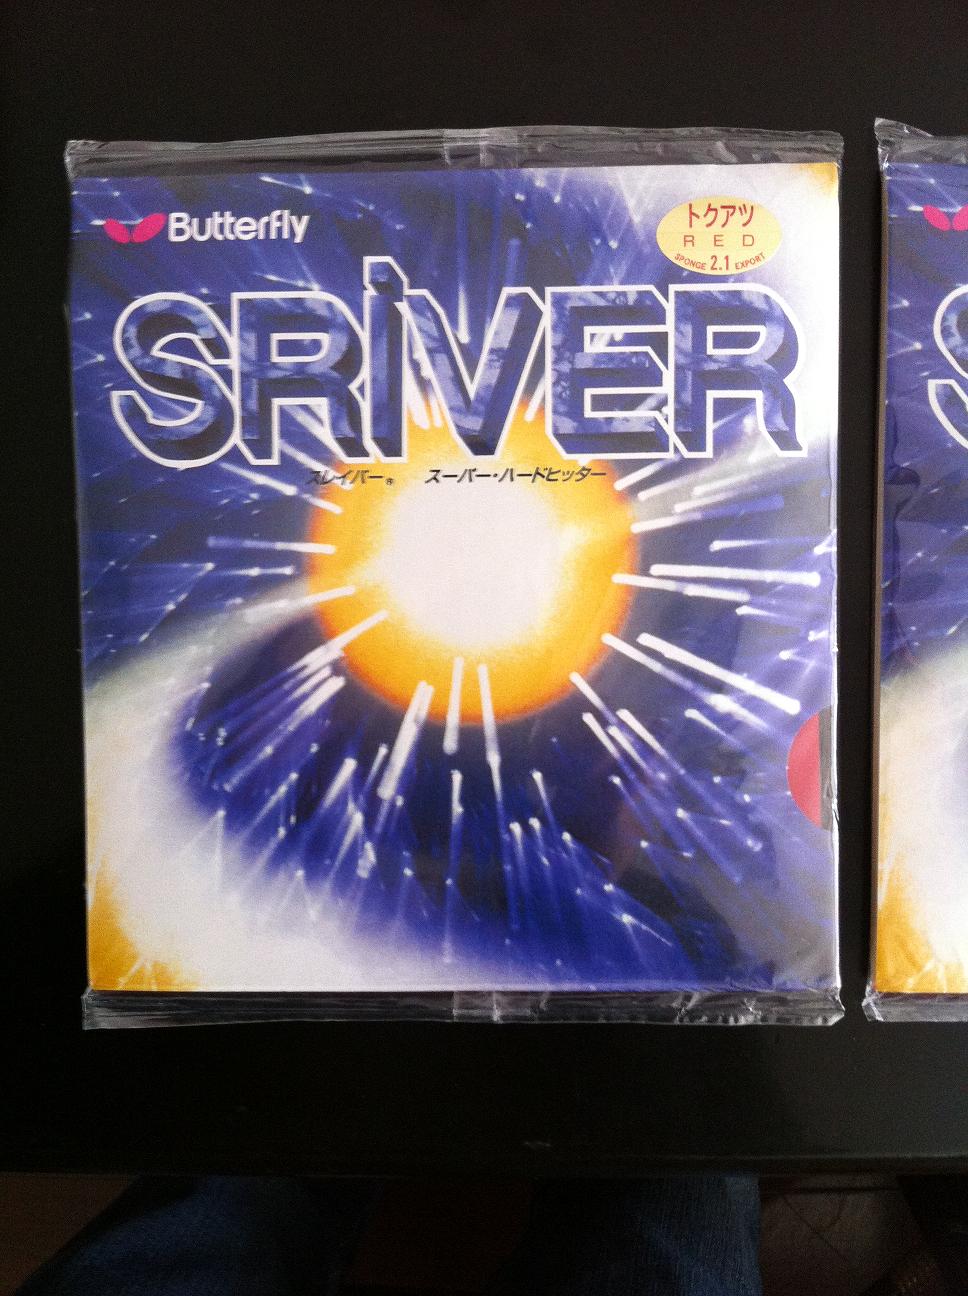 Butterfly
トクアツ
RED
SPONGE 2.1 EXPORT
SRiVER
スレイバー® スーパー・ハードヒッター
S